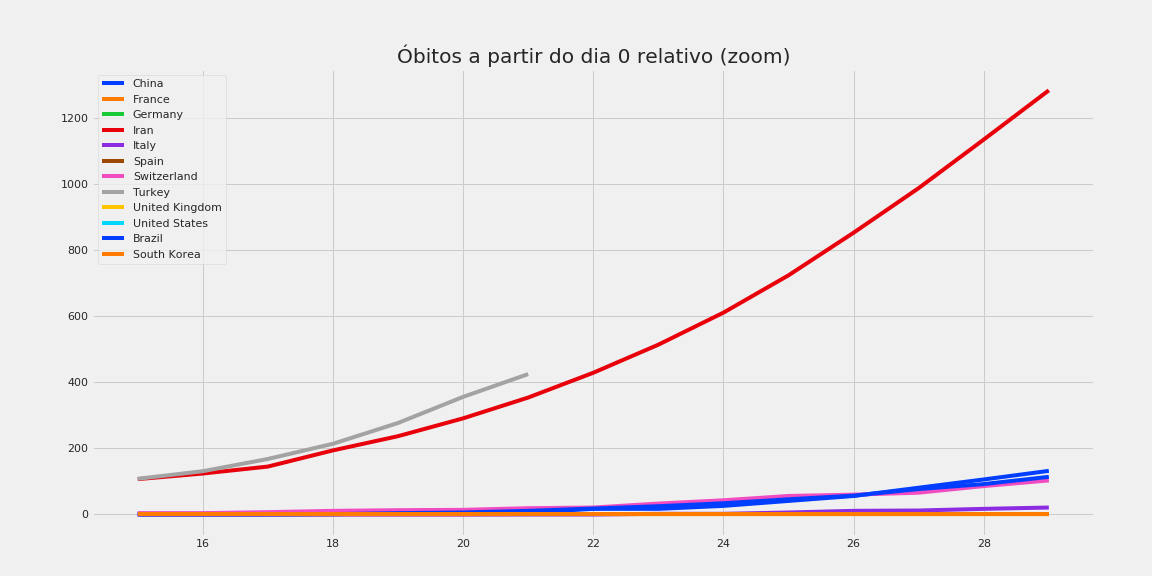 Óbitos a partir do dia 0 relativo (zoom)
China
France
Germany
Iran
Italy
Spain
Switzerland
Turkey
United Kingdom
United States
Brazil
South Korea
1200
1000
800
600
400
200
0
16 18 20 22 24 26 28